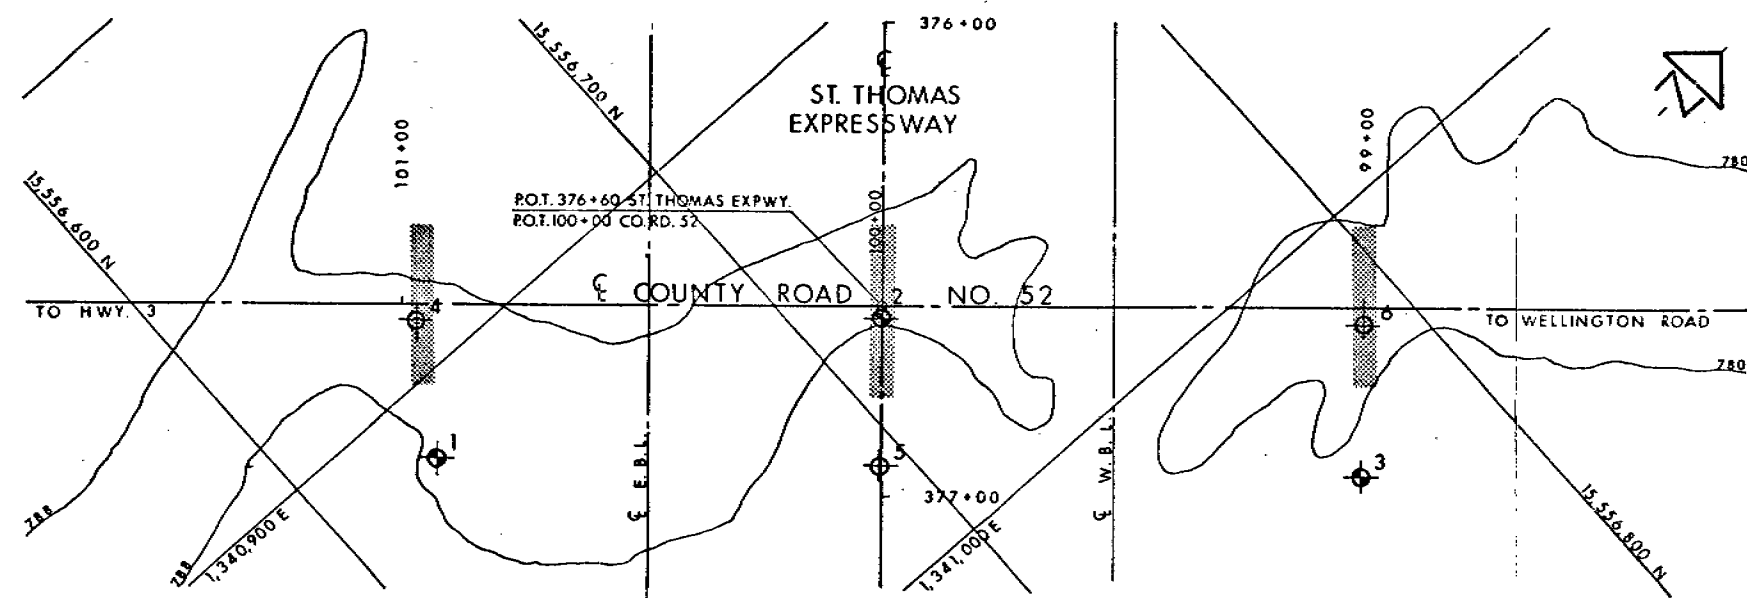 376+00
℄
ST. THOMAS
EXPRESSWAY
15,556,700 N
101+00
99+00
780
15,556,600 N
P.O.T. 376+60 ST. THOMAS EXPWY.
P.O.T. 100+00 CO. RD. 52
100+00
℄ COUNTY ROAD NO. 52
TO HWY. 3
4
2
6
TO WELLINGTON ROAD
780
1
5
3
℄ E.B.L.
℄ W.B.L.
377+00
788
788
1,340,900 E
1,341,000 E
15,556,800 N